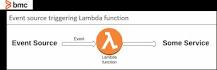 bmc
Event source triggering Lambda function
Event Source
Event
Some Service
Lambda
function